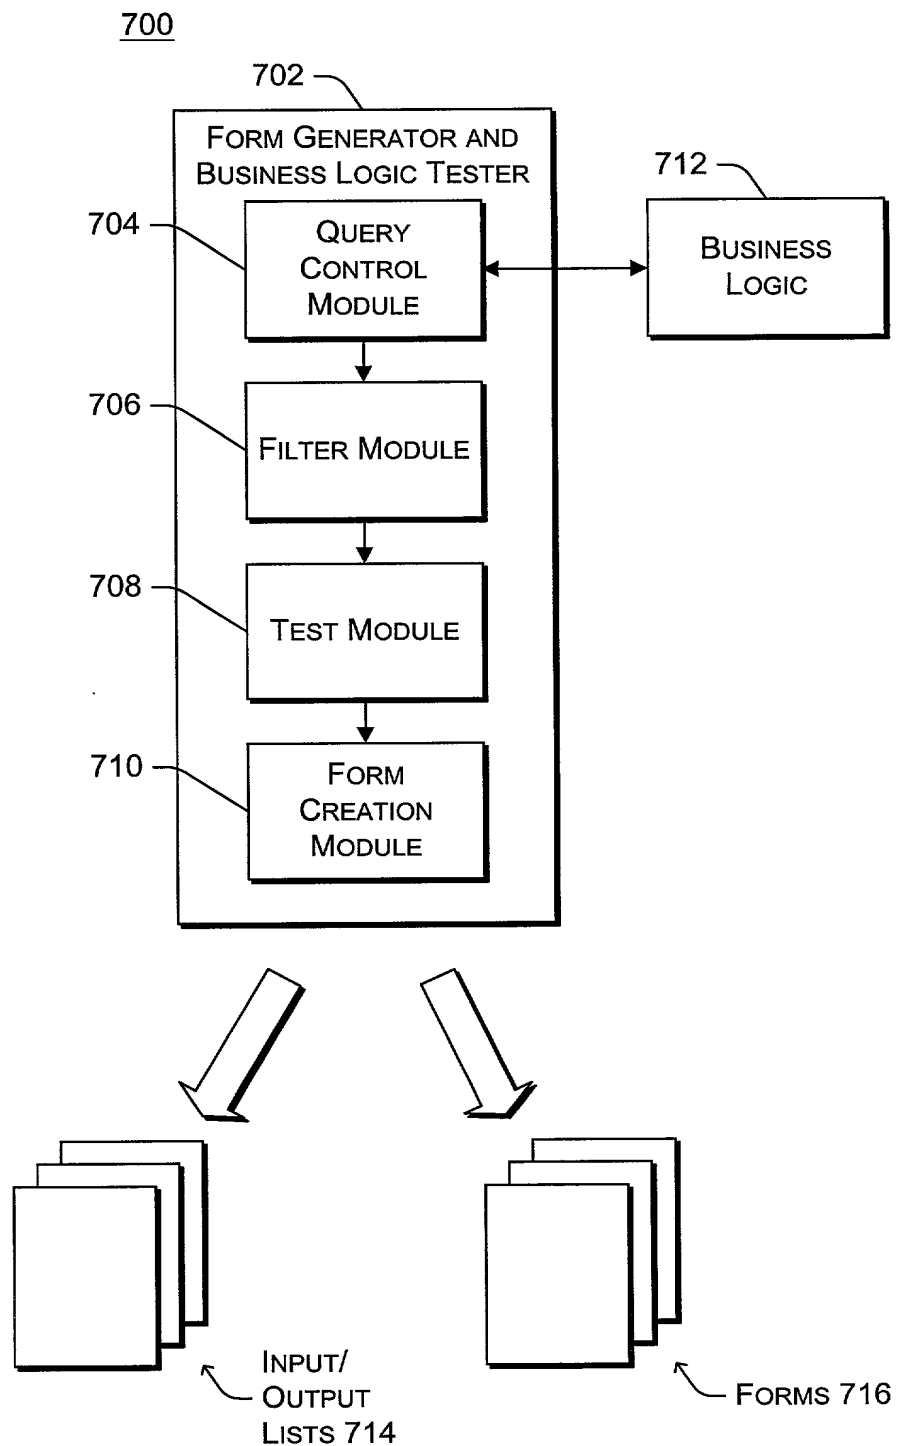 700
702
FORM GENERATOR AND
BUSINESS LOGIC TESTER
712
704
QUERY
CONTROL
MODULE
BUSINESS
LOGIC
706
FILTER MODULE
708
TEST MODULE
710
FORM
CREATION
MODULE
INPUT/
OUTPUT
LISTS 714
FORMS 716